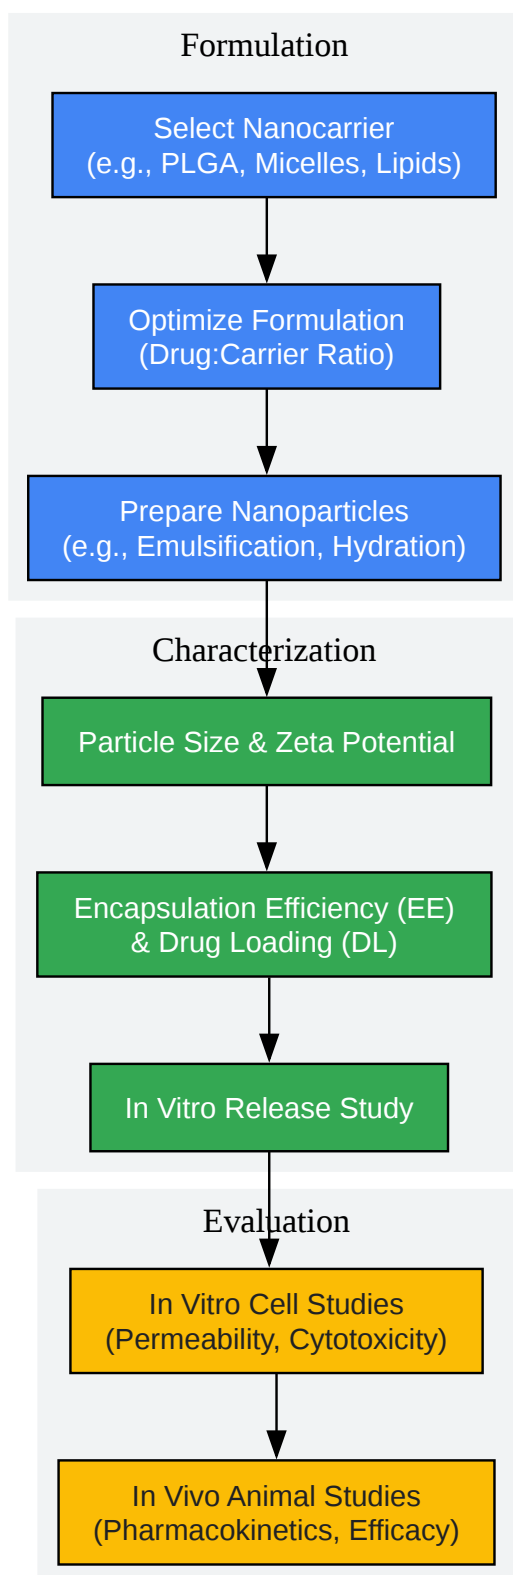 Formulation
Select Nanocarrier
(e.g., PLGA, Micelles, Lipids)
Optimize Formulation
(Drug:Carrier Ratio)
Prepare Nanoparticles
(e.g., Emulsification, Hydration)
Characterization
Particle Size & Zeta Potential
Encapsulation Efficiency (EE)
& Drug Loading (DL)
In Vitro Release Study
Evaluation
In Vitro Cell Studies
(Permeability, Cytotoxicity)
In Vivo Animal Studies
(Pharmacokinetics, Efficacy)